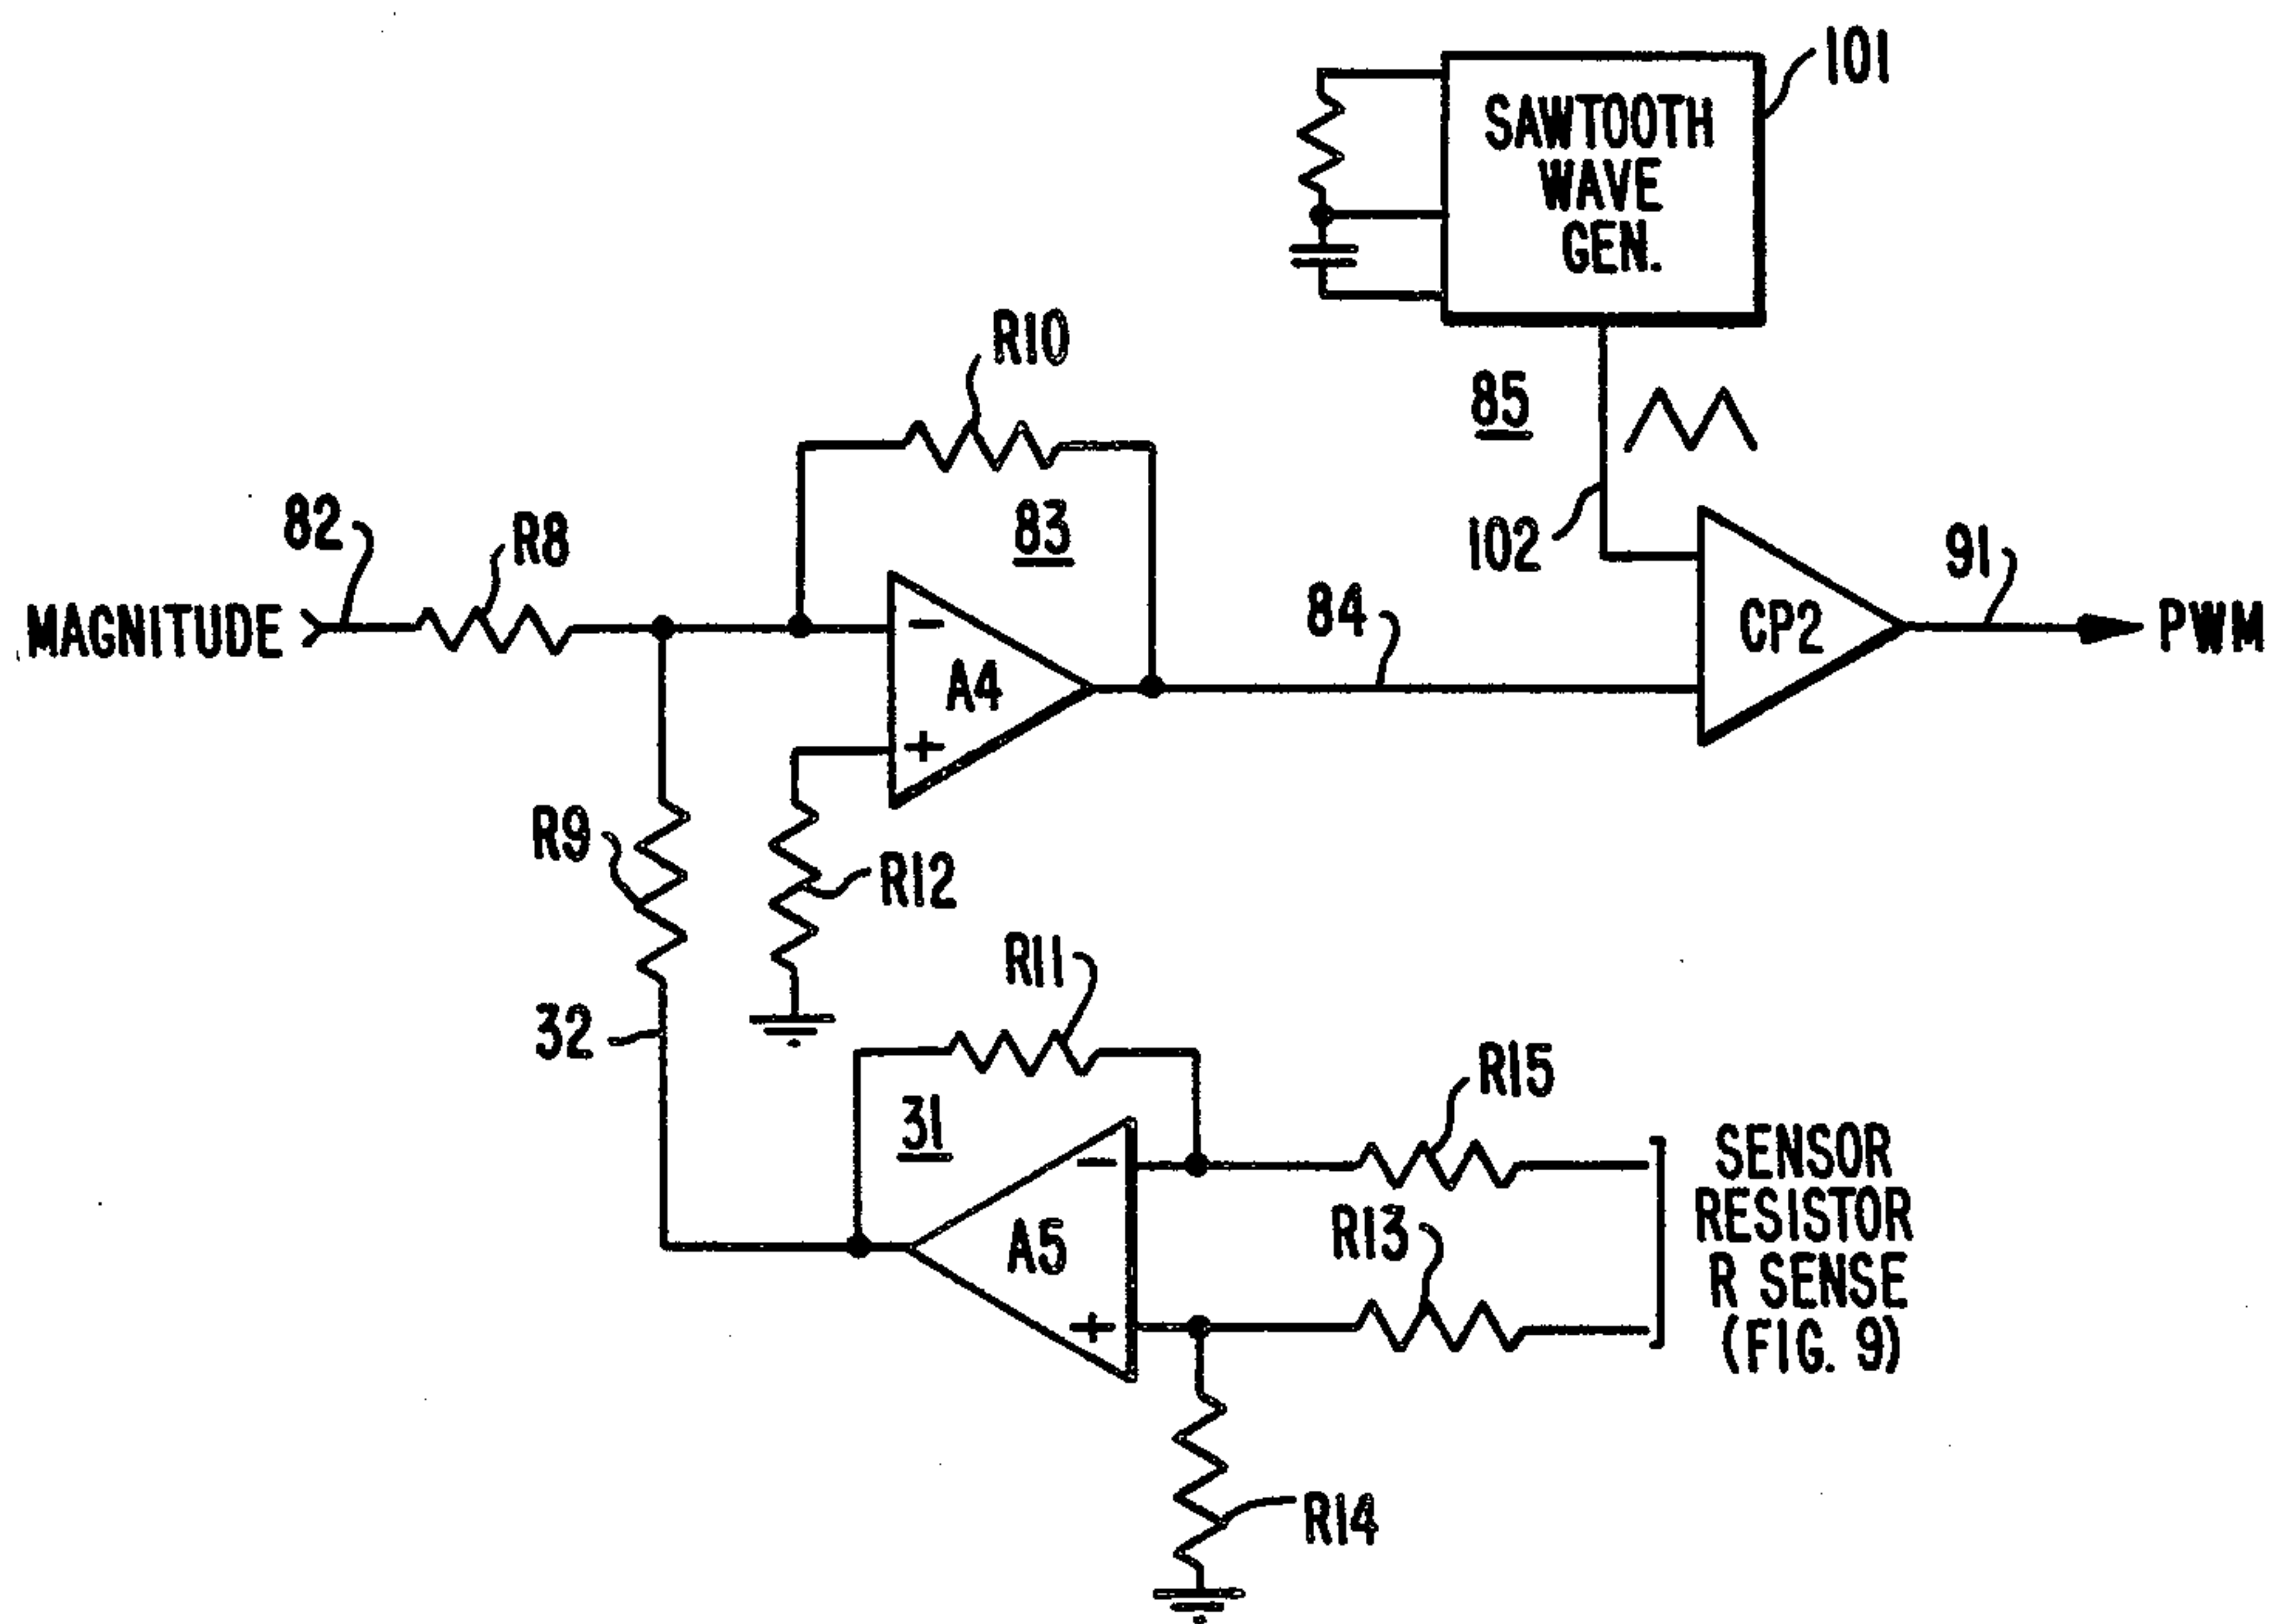 101
SAWTOOTH
WAVE
GEN.
R10
85
82
R8
83
102
91
MAGNITUDE
-
84
CP2
PWM
A4
+
R9
R12
R11
32
R15
31
-
SENSOR
RESISTOR
R SENSE
(FIG. 9)
A5
R13
+
R14